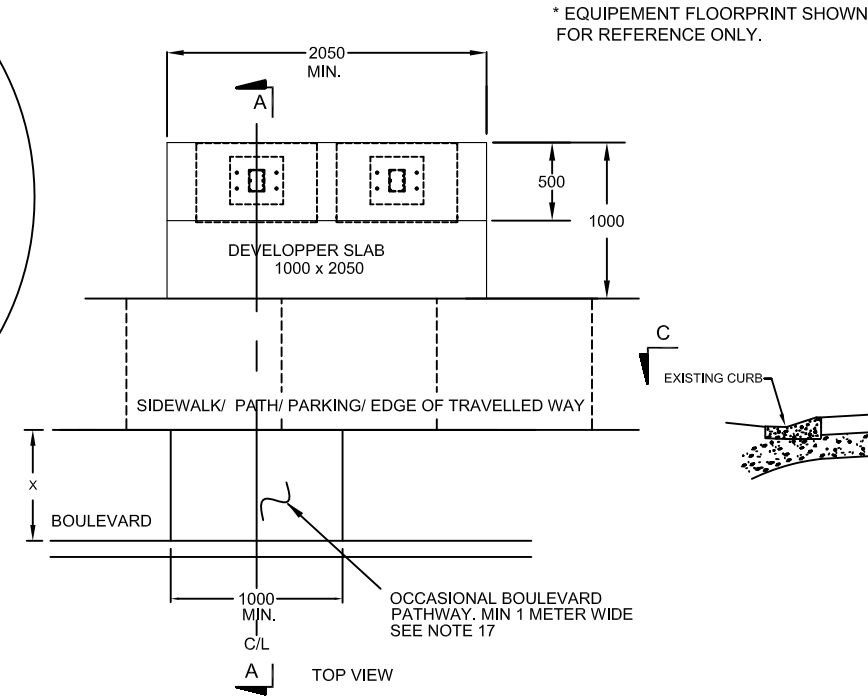 * EQUIPEMENT FLOORPRINT SHOWN
FOR REFERENCE ONLY.
2050
MIN.
A
500
1000
DEVELOPPER SLAB
1000 x 2050
C
EXISTING CURB
SIDEWALK/ PATH/ PARKING/ EDGE OF TRAVELLED WAY
X
BOULEVARD
1000
MIN.
C/L
OCCASIONAL BOULEVARD
PATHWAY. MIN 1 METER WIDE
SEE NOTE 17
A
TOP VIEW